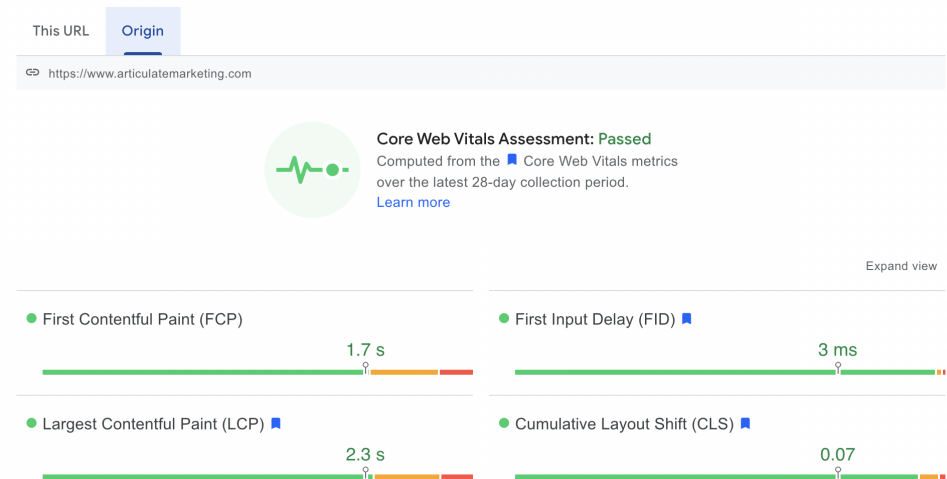 This URL
Origin
https://www.articulatemarketing.com
Core Web Vitals Assessment: Passed
Computed from the Core Web Vitals metrics
over the latest 28-day collection period.
Learn more
Expand view
First Contentful Paint (FCP)
1.7 s
First Input Delay (FID)
3 ms
Largest Contentful Paint (LCP)
2.3 s
Cumulative Layout Shift (CLS)
0.07